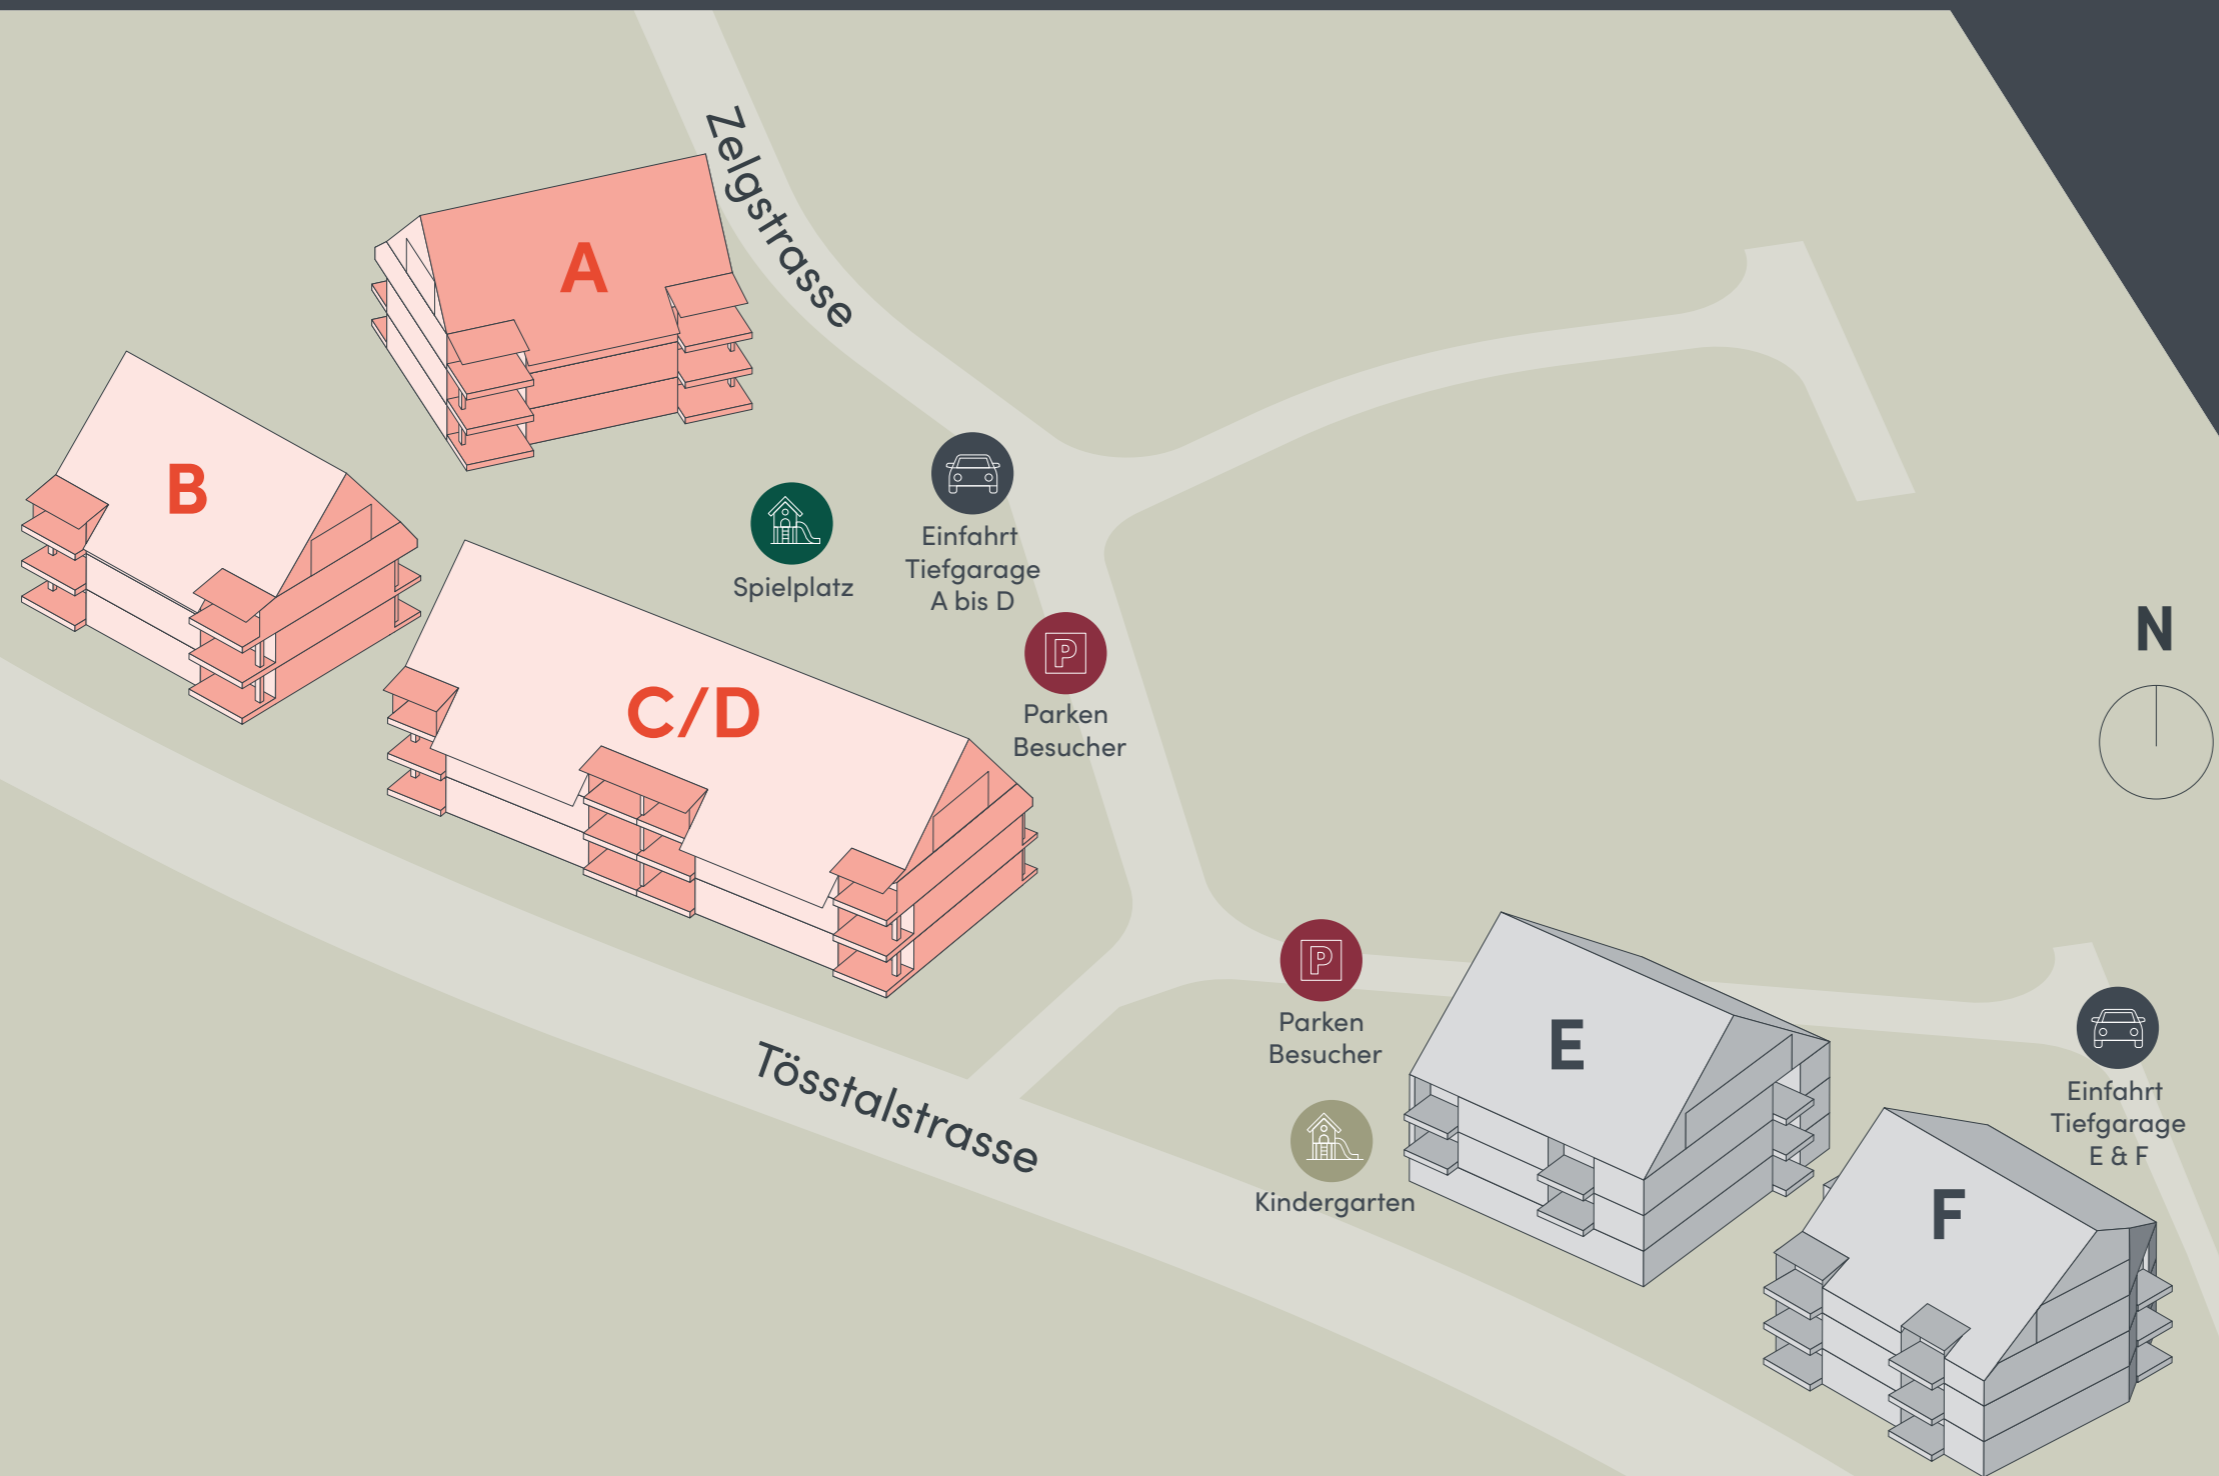 Zelgstrasse
A
B
Einfahrt
Tiefgarage
A bis D
Spielplatz
N
C/D
P
Parken
Besucher
P
Parken
Besucher
E
Einfahrt
Tiefgarage
E & F
Tösstalstrasse
Kindergarten
F